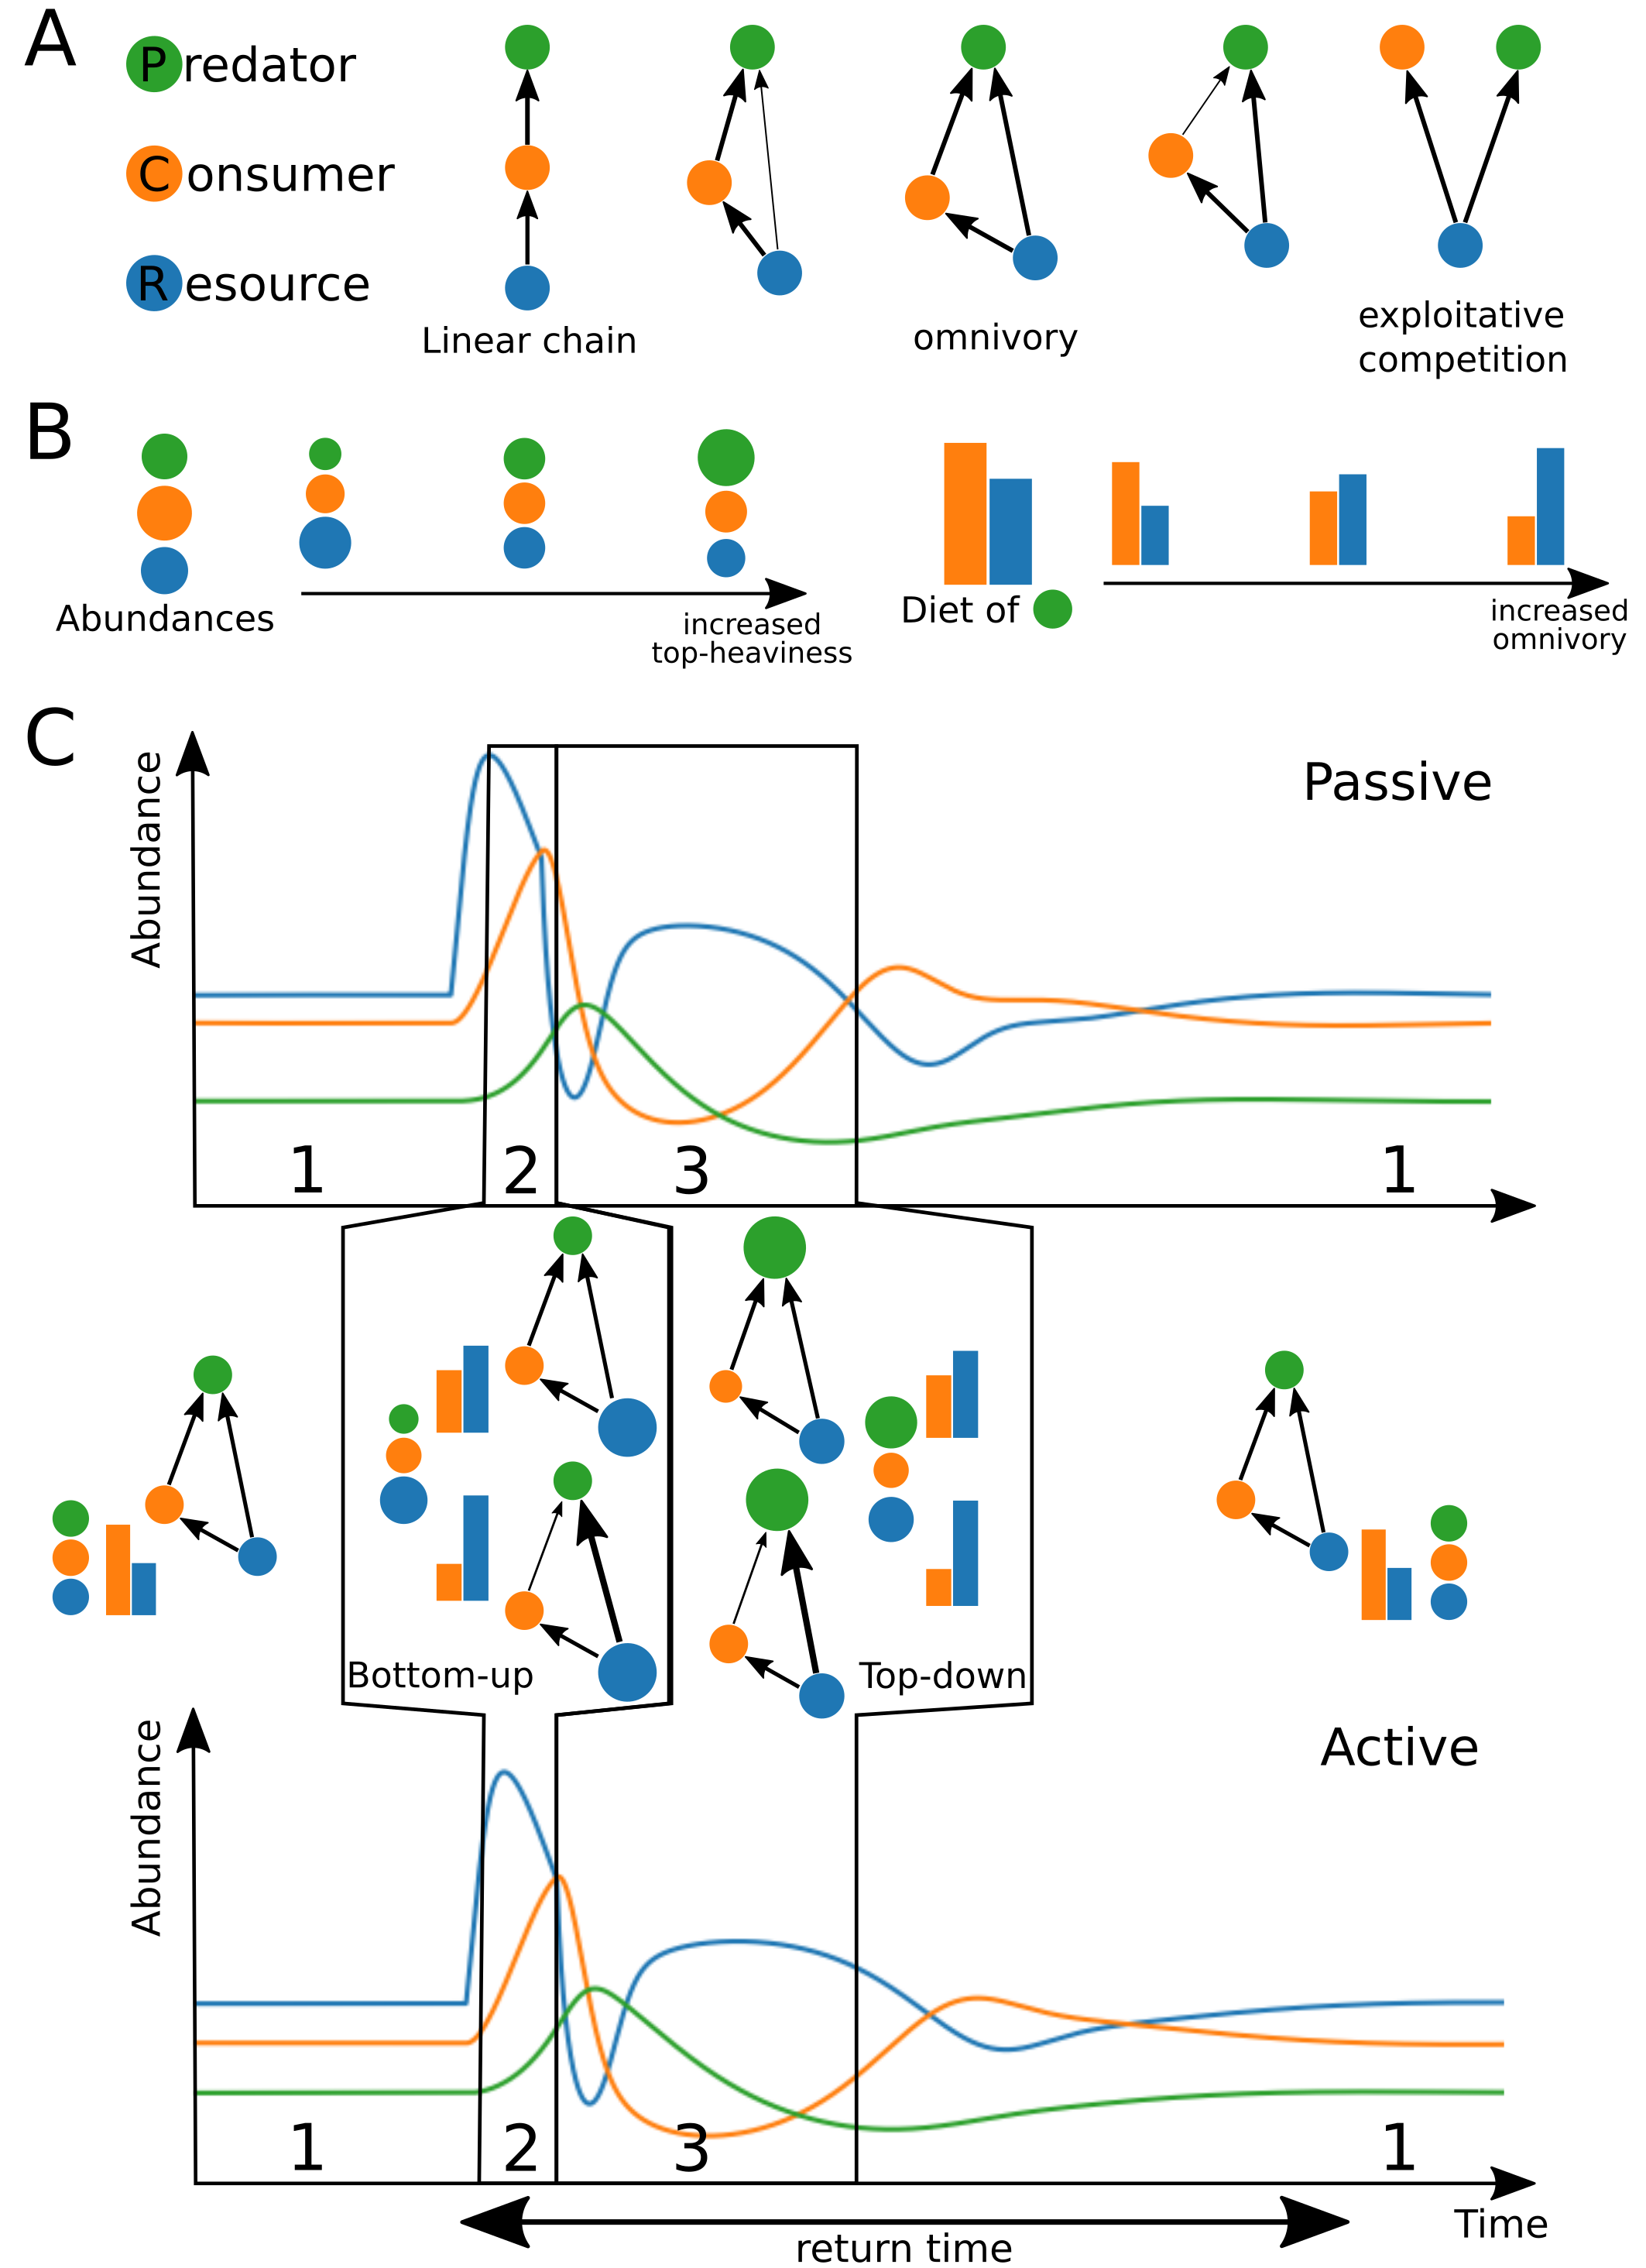 A
Predator
Consumer
Resource
Linear chain
omnivory
exploitative
competition
B
Abundances
increased
top-heaviness
Diet of
increased
omnivory
C
Abundance
Passive
1
2
3
1
Bottom-up
Top-down
Abundance
Active
1
2
3
1
Time
return time